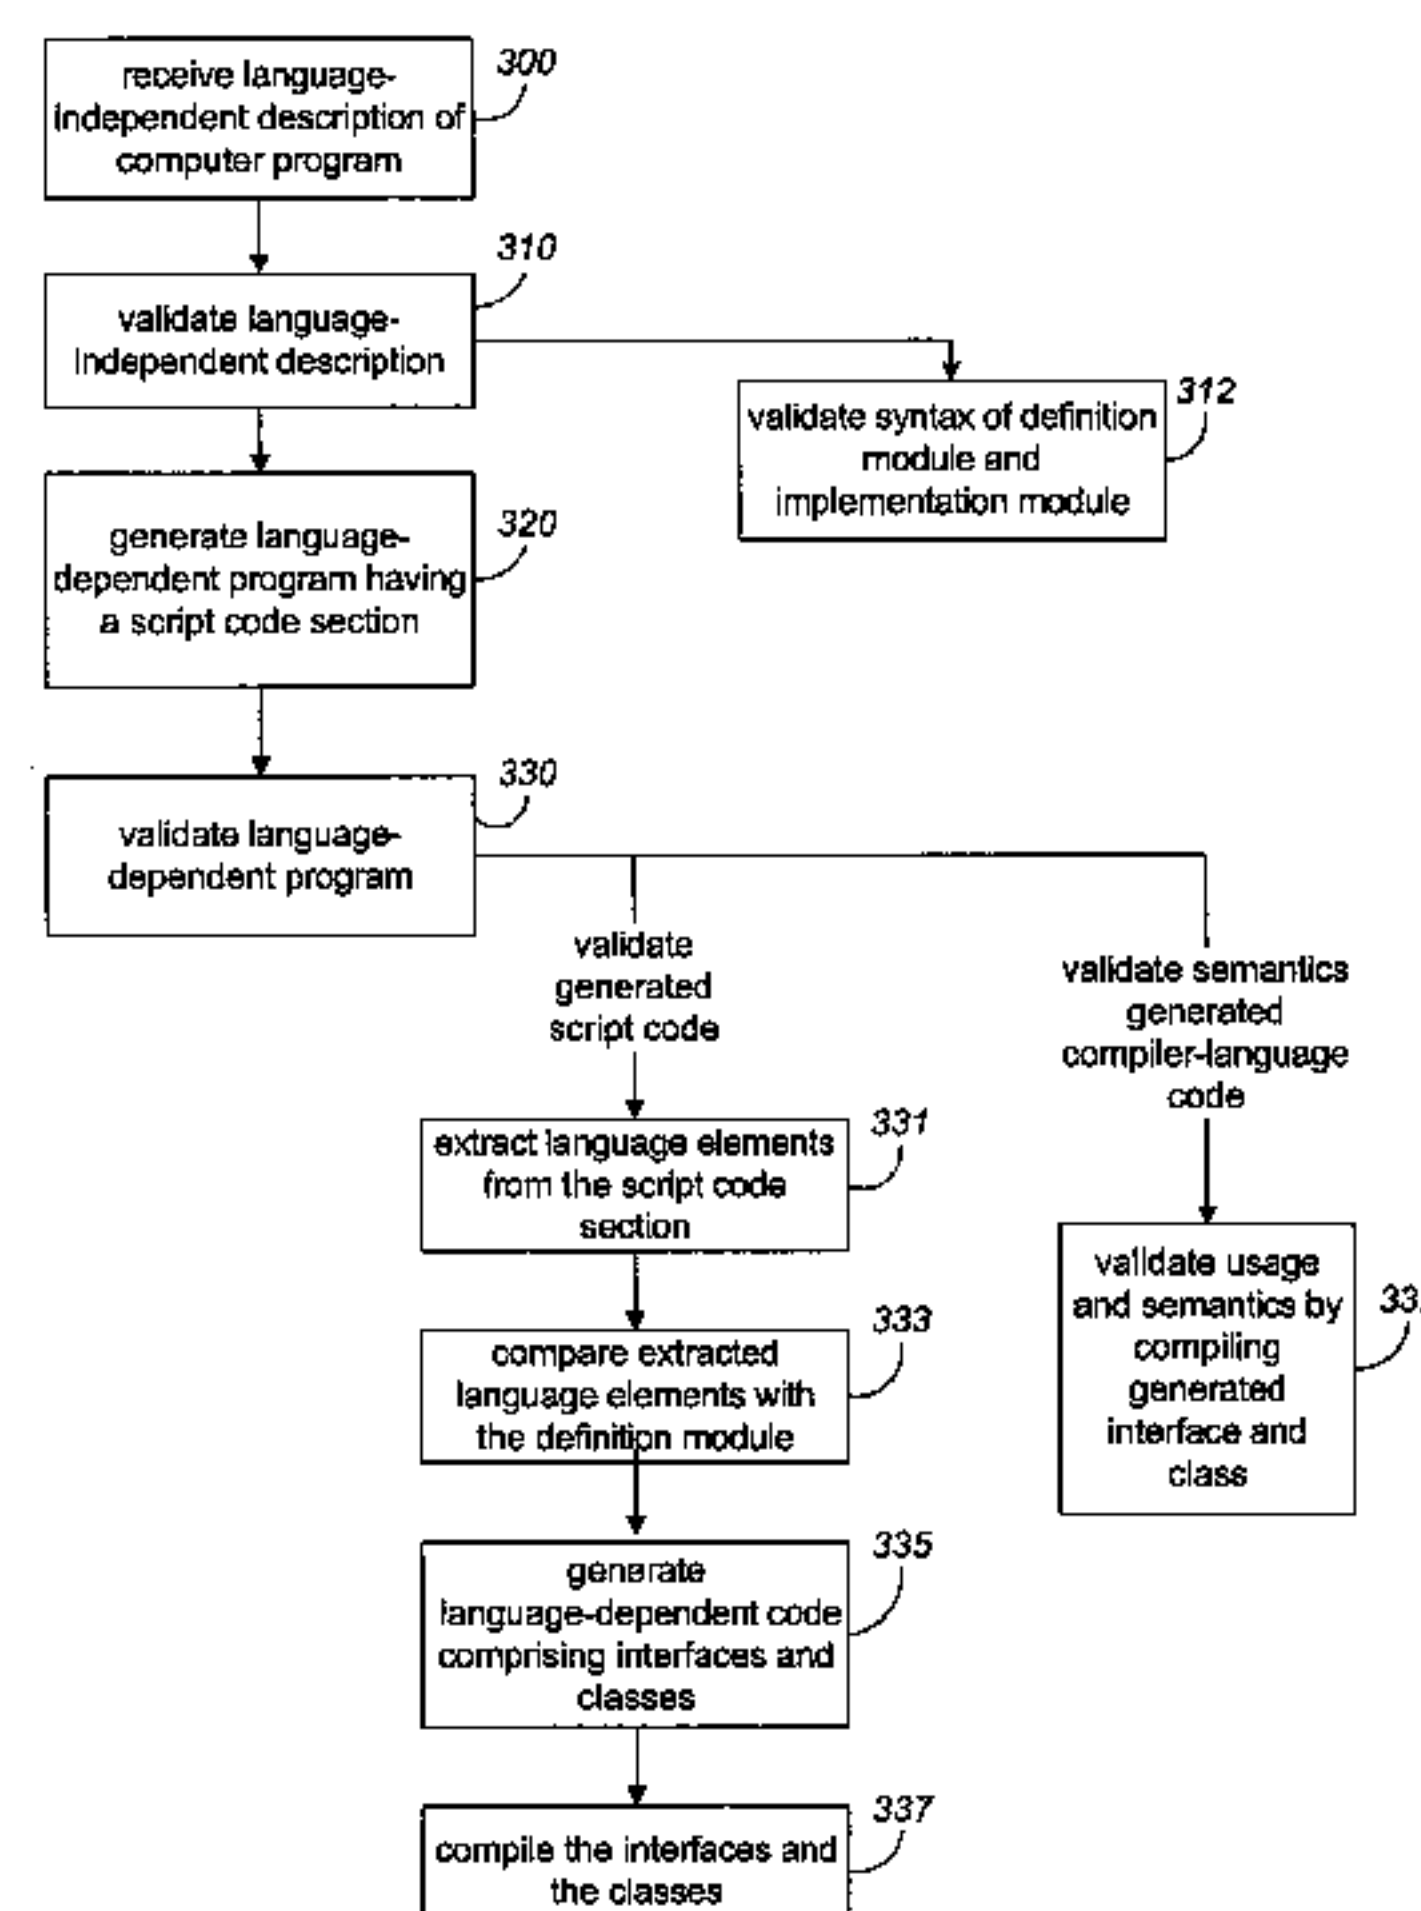 receive language-
independent description of
computer program
300
310
validate language-
independent description
312
validate syntax of definition
module and
implementation module
320
generate language-
dependent program having
a script code section
330
validate language-
dependent program
validate
generated
script code
validate semantics
generated
compiler-language
code
331
extract language elements
from the script code
section
validate usage
and semantics by
compiling
generated
interface and
class
333
compare extracted
language elements with
the definition module
335
generate
language-dependent code
comprising interfaces and
classes
337
compile the interfaces and
the classes